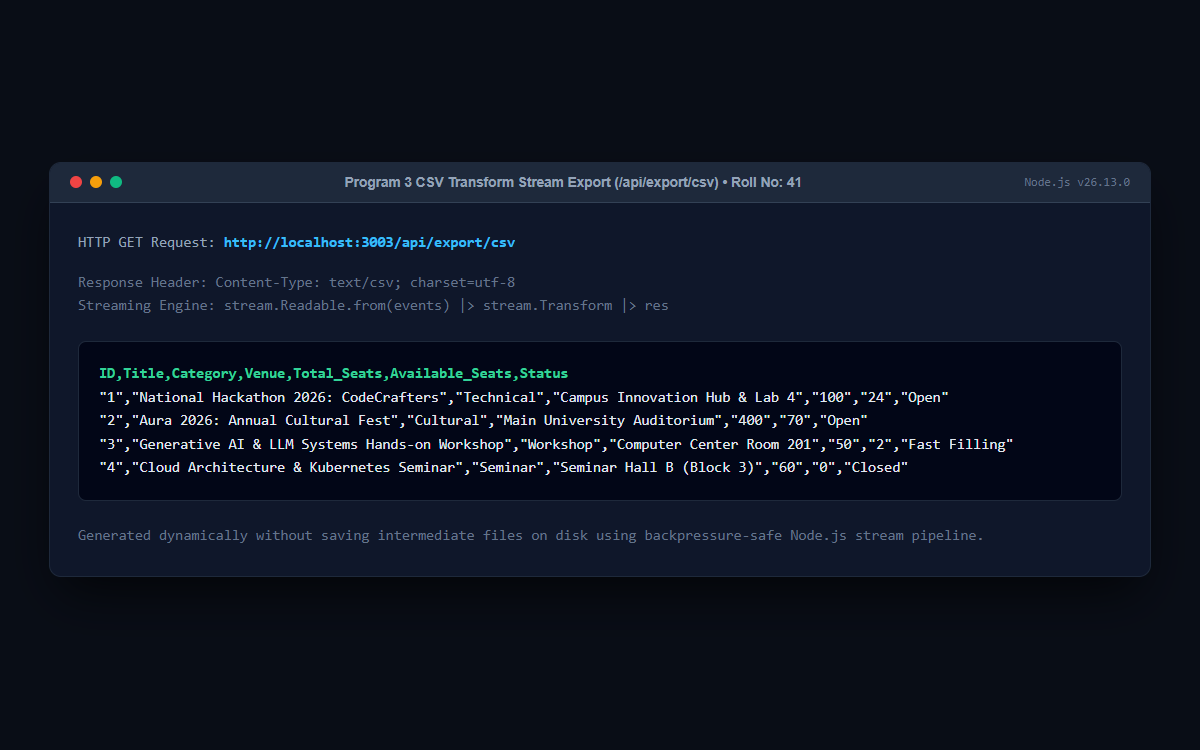 Program 3 CSV Transform Stream Export (/api/export/csv) • Roll No: 41
Node.js v26.13.0
HTTP GET Request: http://localhost:3003/api/export/csv
Response Header: Content-Type: text/csv; charset=utf-8
Streaming Engine: stream.Readable.from(events) |> stream.Transform |> res
ID,Title,Category,Venue,Total_Seats,Available_Seats,Status
"1","National Hackathon 2026: CodeCrafters","Technical","Campus Innovation Hub & Lab 4","100","24","Open"
"2","Aura 2026: Annual Cultural Fest","Cultural","Main University Auditorium","400","70","Open"
"3","Generative AI & LLM Systems Hands-on Workshop","Workshop","Computer Center Room 201","50","2","Fast Filling"
"4","Cloud Architecture & Kubernetes Seminar","Seminar","Seminar Hall B (Block 3)","60","0","Closed"
Generated dynamically without saving intermediate files on disk using backpressure-safe Node.js stream pipeline.